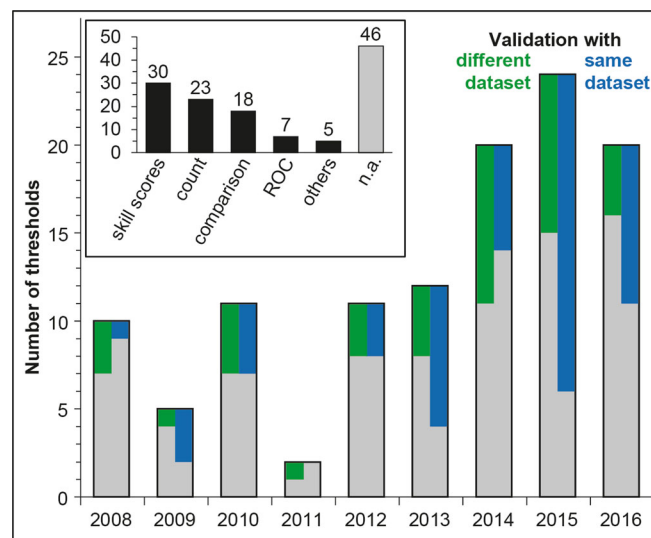 Validation with
different same
dataset dataset
50
40
30
20
10
0
30
23
18
7
5
46
skill scores
count
comparison
ROC
others
n.a.
Number of thresholds
25
20
15
10
5
0
2008 2009 2010 2011 2012 2013 2014 2015 2016